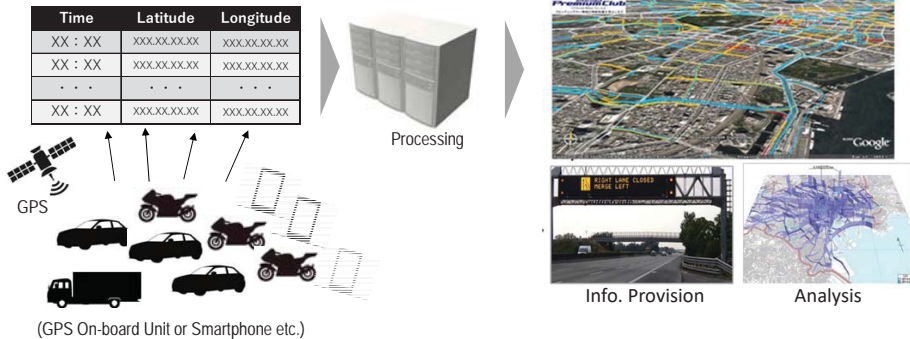 Time Latitude Longitude
XX：XX XXX.XX.XX.XX XXX.XX.XX.XX
XX：XX XXX.XX.XX.XX XXX.XX.XX.XX
・・・ ・・・ ・・・
XX：XX XXX.XX.XX.XX XXX.XX.XX.XX
GPS
(GPS On-board Unit or Smartphone etc.)
Processing
PremiumClub
Google
RIGHT LANE CLOSED
MERGE LEFT
Info. Provision
Analysis